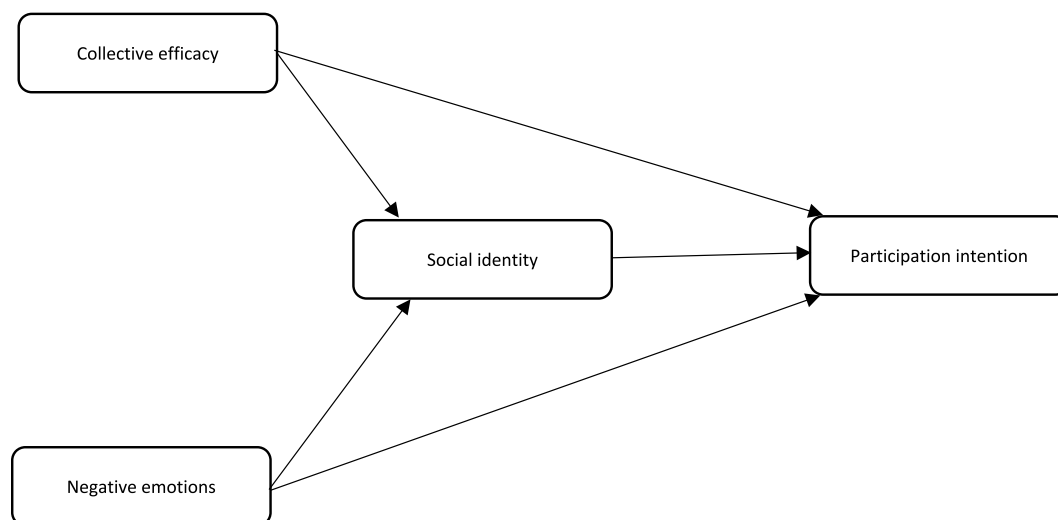 Collective efficacy
Social identity
Participation intention
Negative emotions